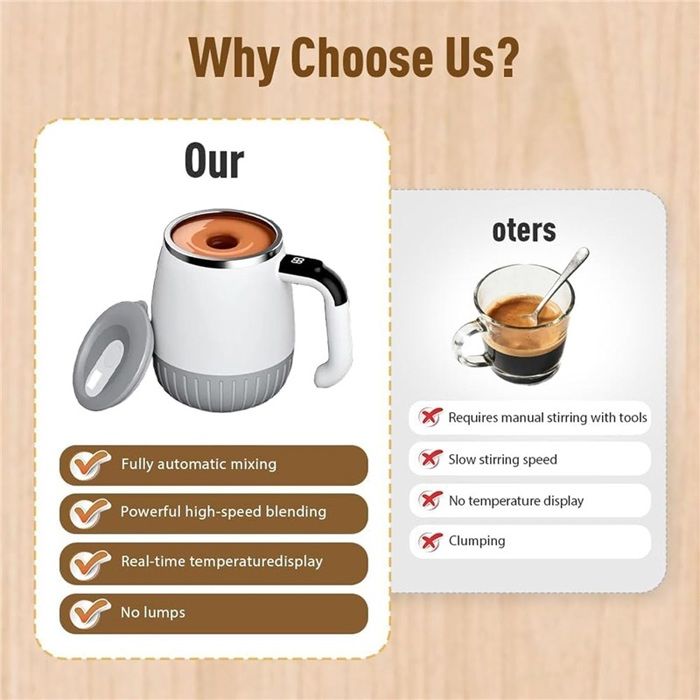 Why Choose Us?
Our
Fully automatic mixing
Powerful high-speed blending
Real-time temperaturedisplay
No lumps
oters
Requires manual stirring with tools
Slow stirring speed
No temperature display
Clumping